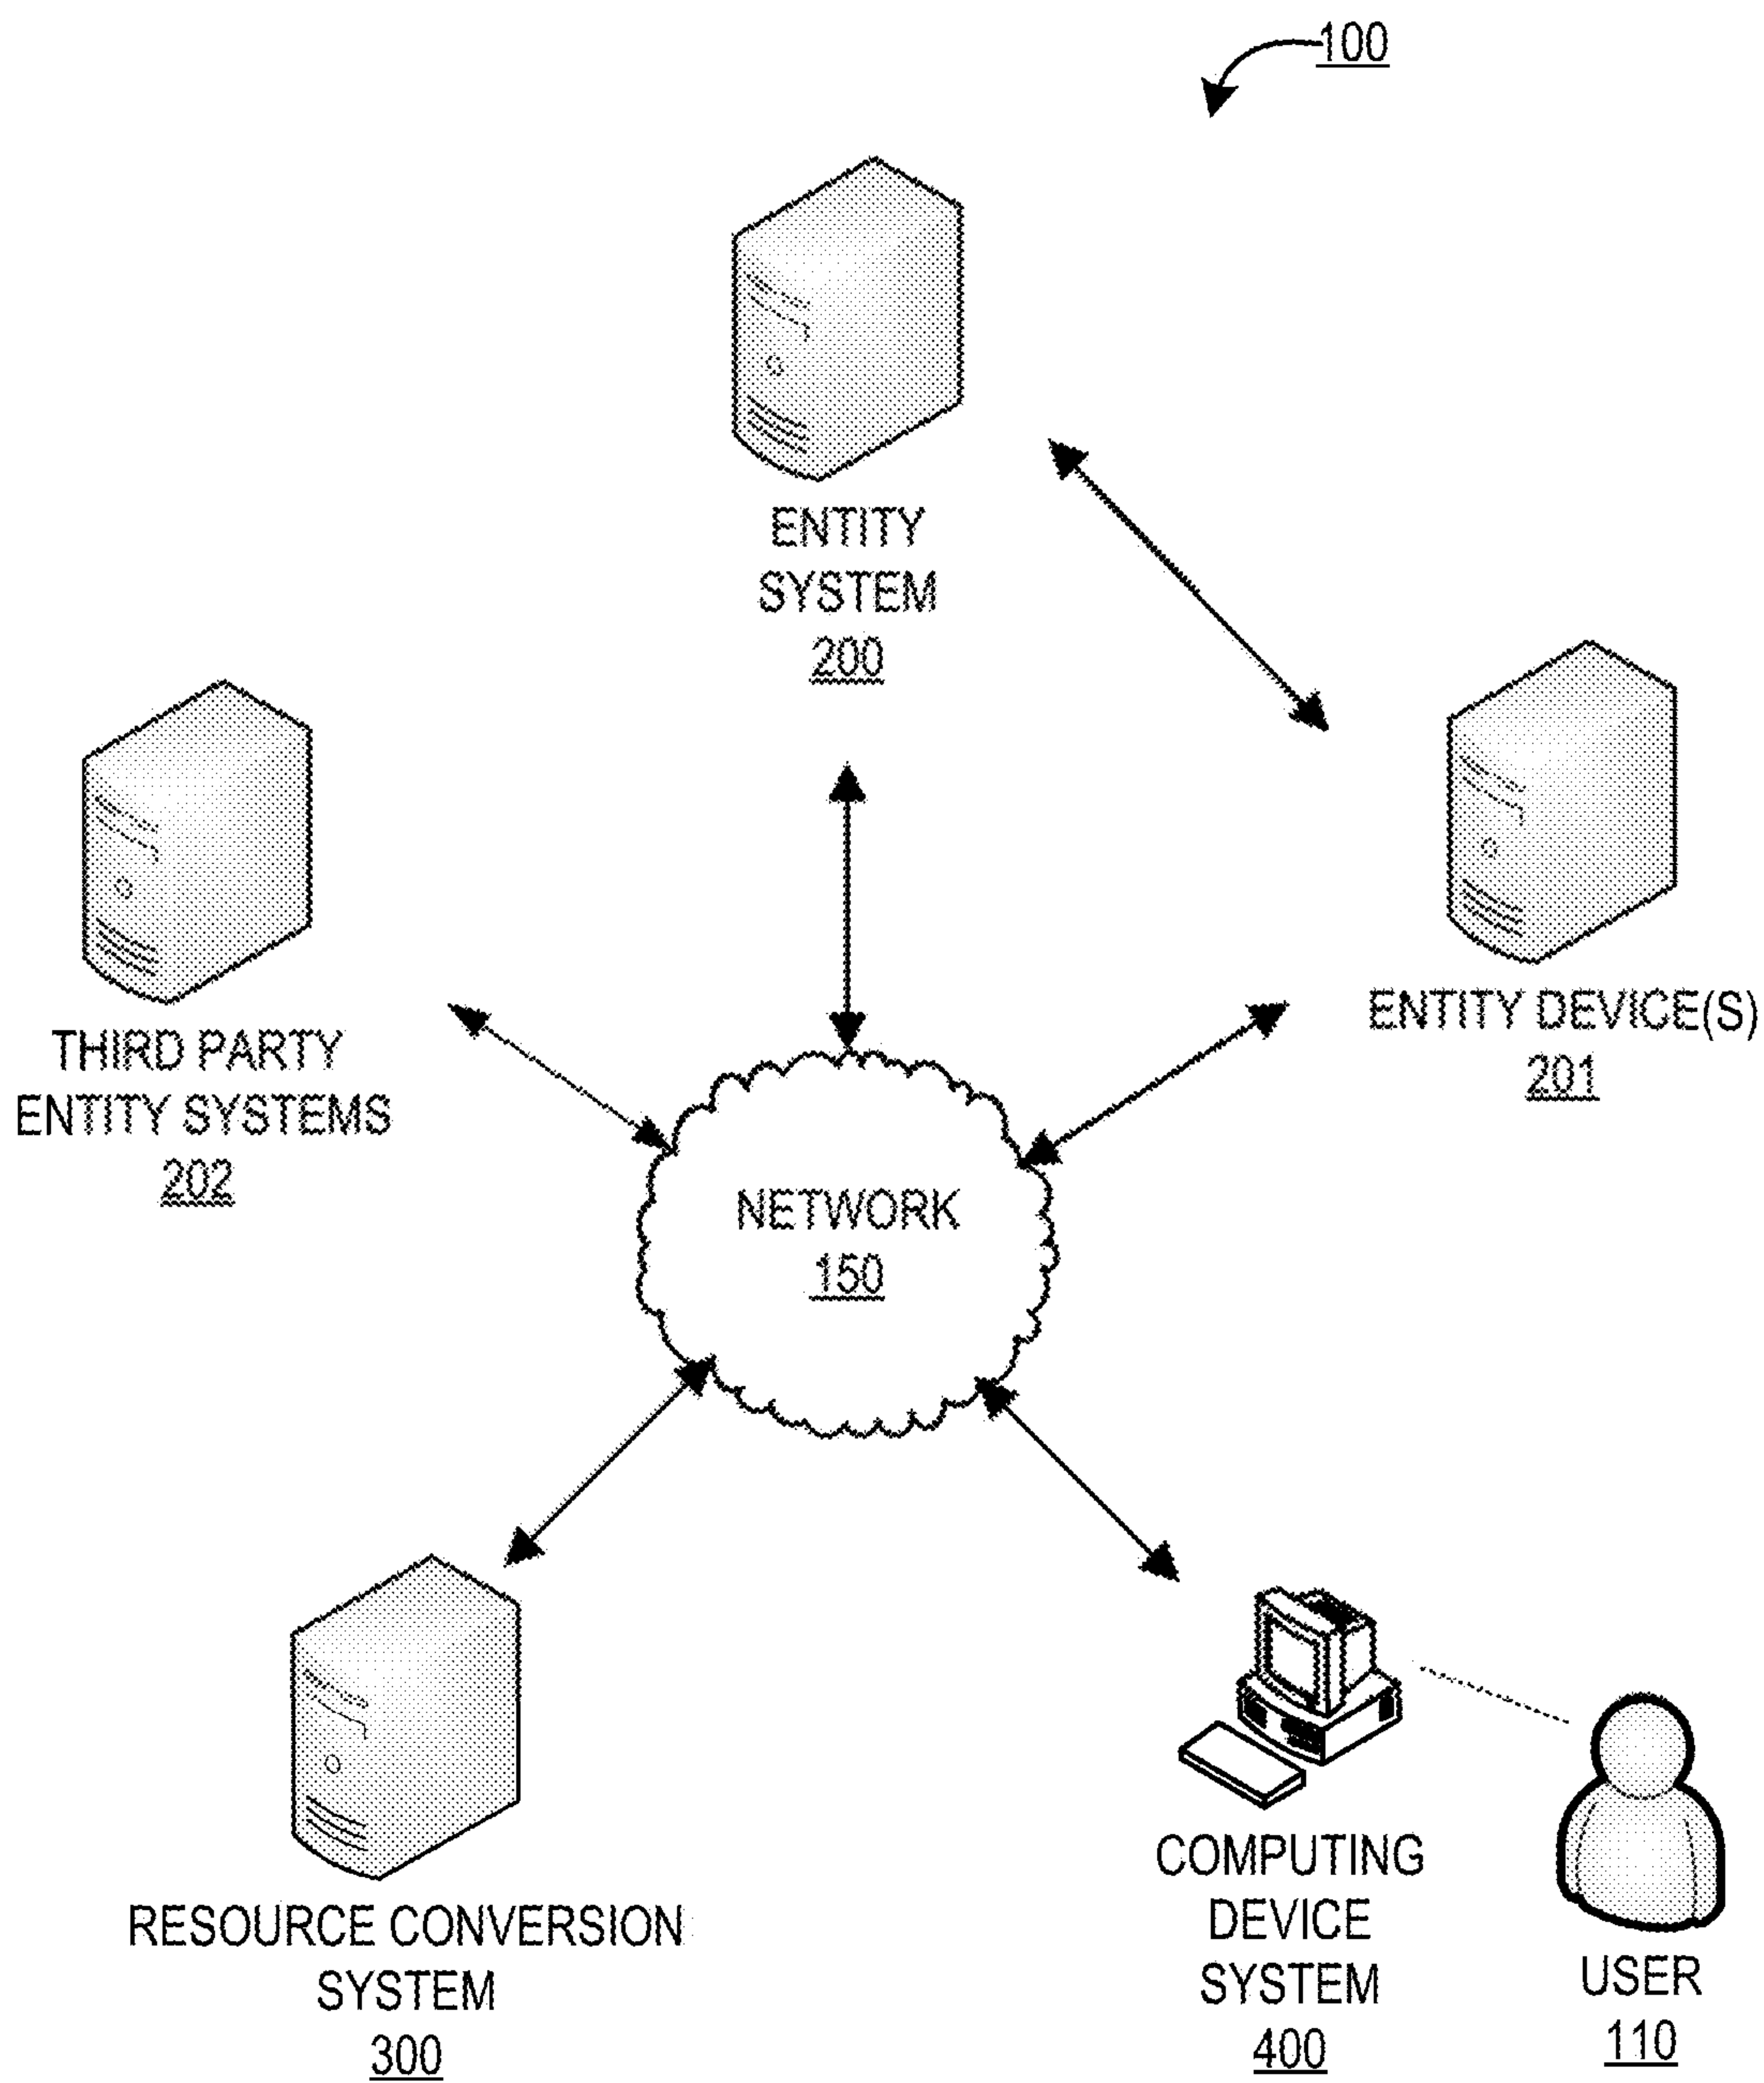 100
ENTITY
SYSTEM
200
THIRD PARTY
ENTITY SYSTEMS
202
ENTITY DEVICE(S)
201
NETWORK
150
RESOURCE CONVERSION
SYSTEM
300
COMPUTING
DEVICE
SYSTEM
400
USER
110